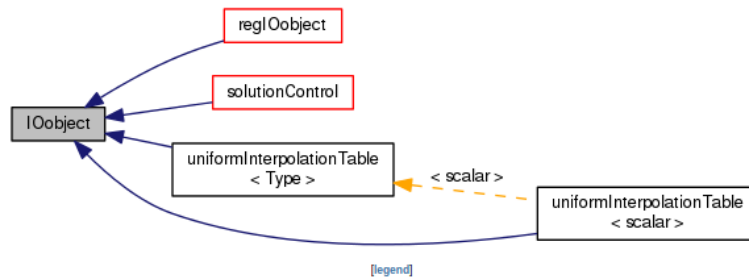 regIOobject
solutionControl
IOobject
uniformInterpolationTable
< Type >
< scalar >
uniformInterpolationTable
< scalar >
[legend]